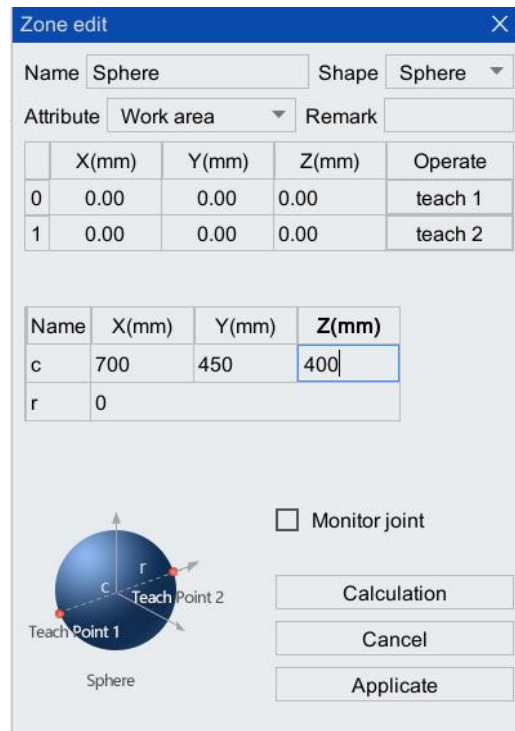 Zone edit
Name Sphere Shape Sphere
Attribute Work area Remark
X(mm) Y(mm) Z(mm) Operate
0 0.00 0.00 0.00 teach 1
1 0.00 0.00 0.00 teach 2
Name X(mm) Y(mm) Z(mm)
c 700 450 400
r 0
Monitor joint
r
c
Teach Point 2
Teach Point 1
Sphere
Calculation
Cancel
Applicate